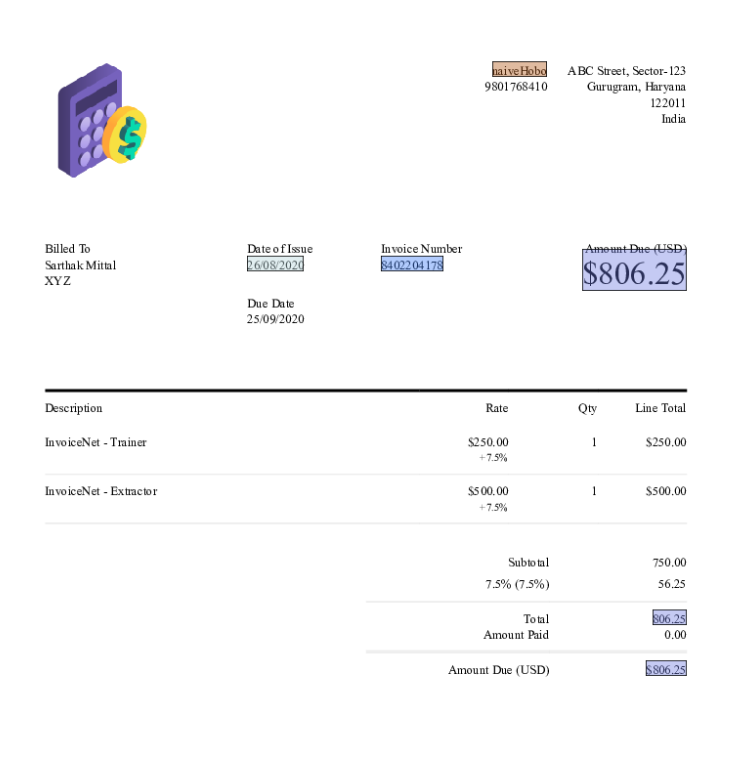 naiveHobo
9801768410
ABC Street, Sector-123
Gurugram, Haryana
122011
India
Billed To
Sarthak Mittal
XYZ
Date of Issue
26/08/2020
Due Date
25/09/2020
Invoice Number
8402204178
Amount Due (USD)
$806.25
Description Rate Qty Line Total
InvoiceNet - Trainer $250.00 1 $250.00
+7.5%
InvoiceNet - Extractor $500.00 1 $500.00
+7.5%
Subtotal 750.00
7.5% (7.5%) 56.25
Total 806.25
Amount Paid 0.00
Amount Due (USD) $806.25